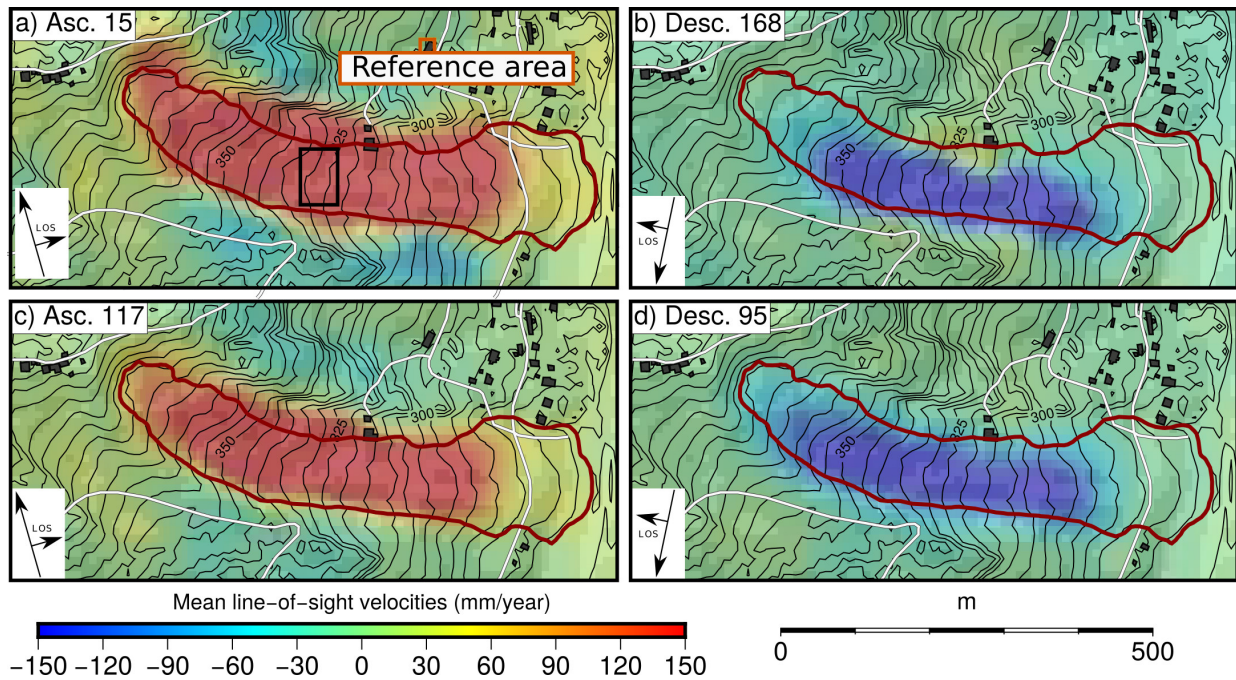 a) Asc. 15
Reference area
300
325
350
LOS
b) Desc. 168
300
325
350
LOS
c) Asc. 117
300
325
350
LOS
d) Desc. 95
300
325
350
LOS
Mean line−of−sight velocities (mm/year)
−150 −120 −90 −60 −30 0 30 60 90 120 150
m
0 500